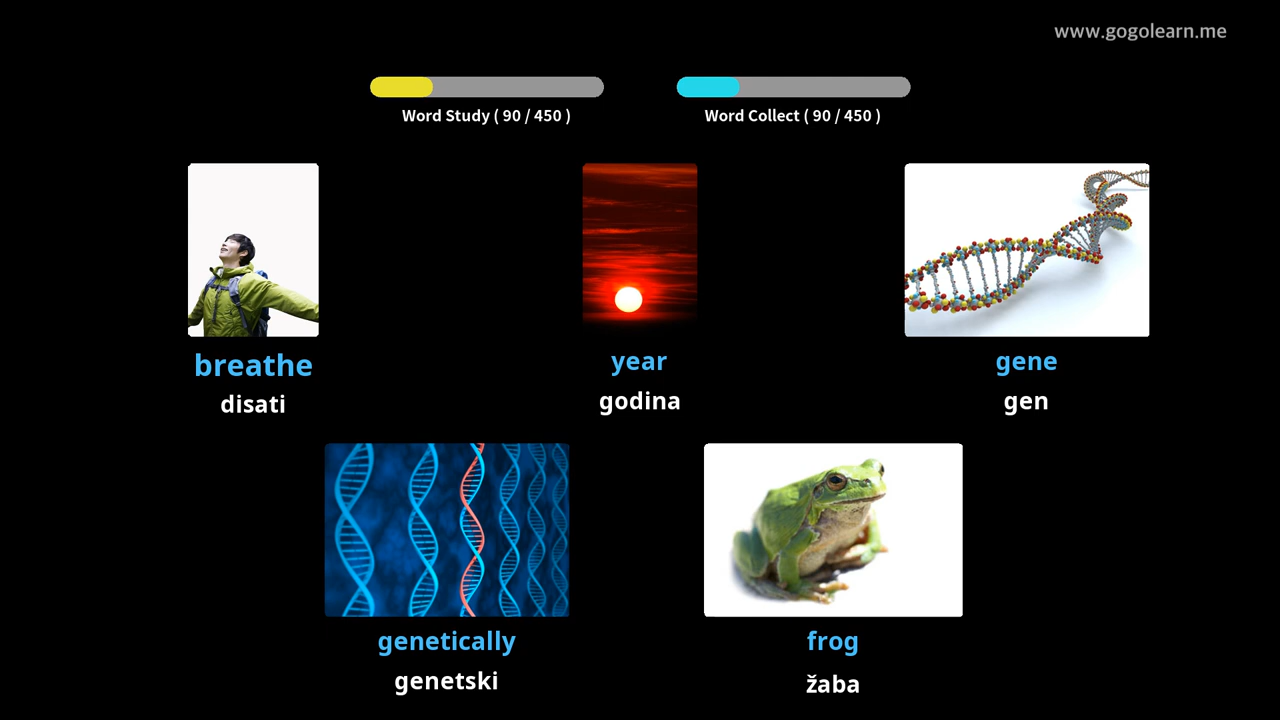 www.gogolearn.me
Word Study ( 90 / 450 )
Word Collect ( 90 / 450 )
breathe
disati
year
godina
gene
gen
genetically
genetski
frog
žaba